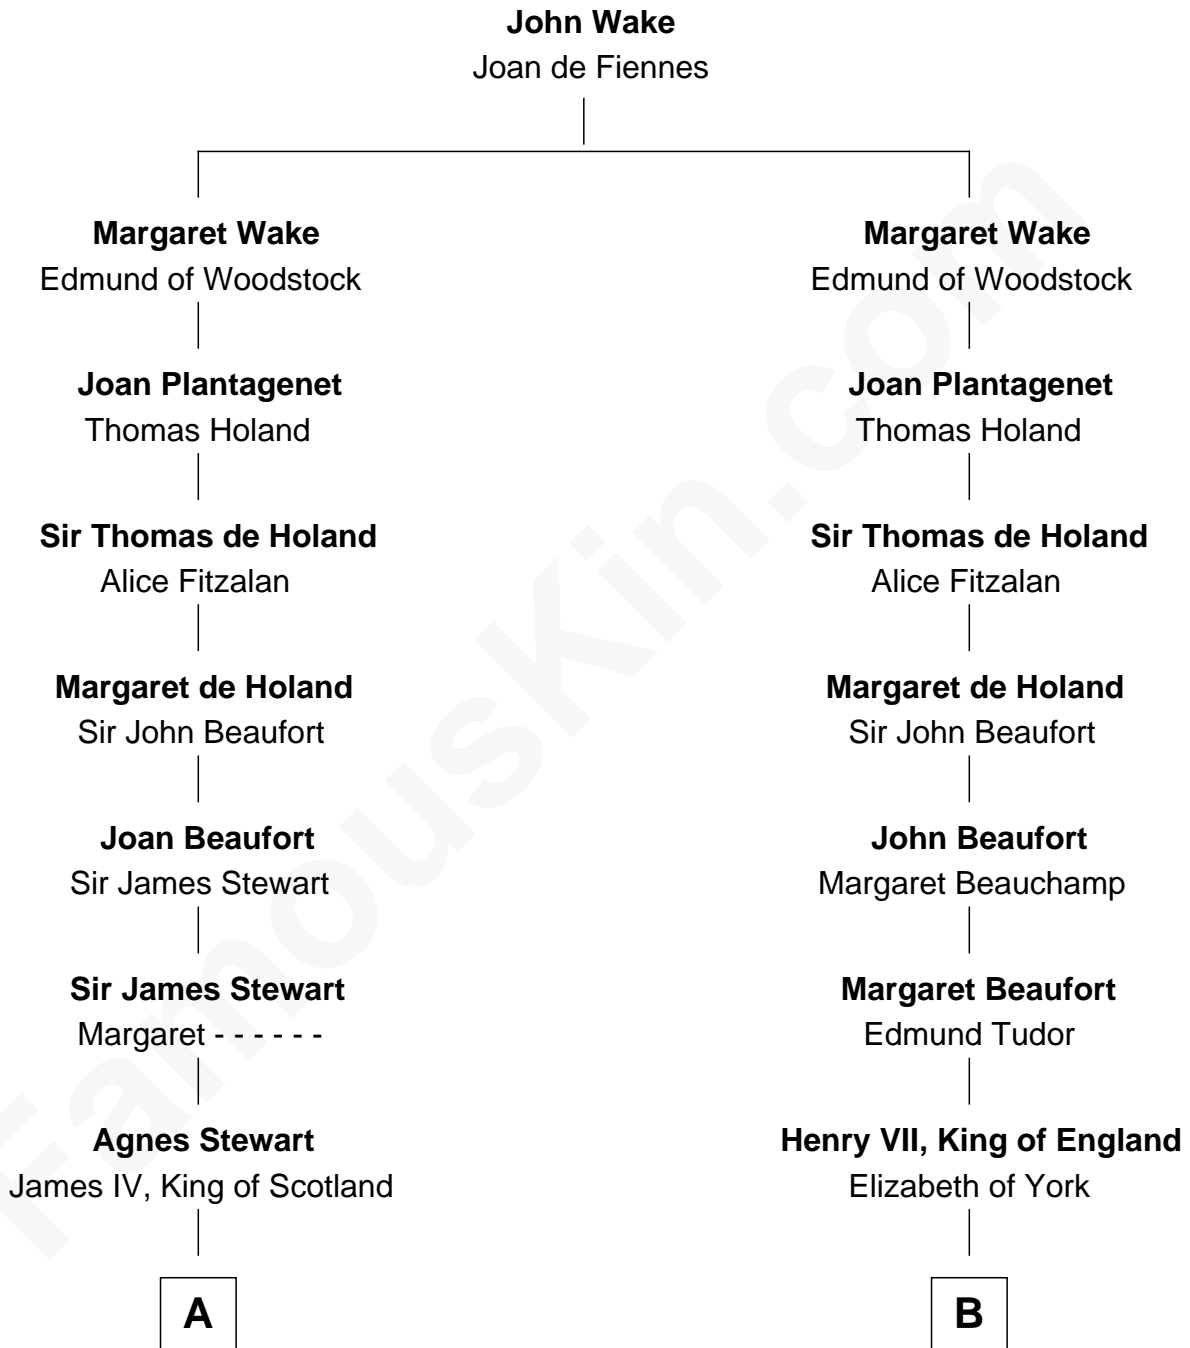 John Wake
Joan de Fiennes
Margaret Wake
Edmund of Woodstock
Joan Plantagenet
Thomas Holand
Sir Thomas de Holand
Alice Fitzalan
Margaret de Holand
Sir John Beaufort
Joan Beaufort
Sir James Stewart
Sir James Stewart
Margaret - - - - - -
Agnes Stewart
James IV, King of Scotland
A
Margaret Wake
Edmund of Woodstock
Joan Plantagenet
Thomas Holand
Sir Thomas de Holand
Alice Fitzalan
Margaret de Holand
Sir John Beaufort
John Beaufort
Margaret Beauchamp
Margaret Beaufort
Edmund Tudor
Henry VII, King of England
Elizabeth of York
B
FamousKin.com